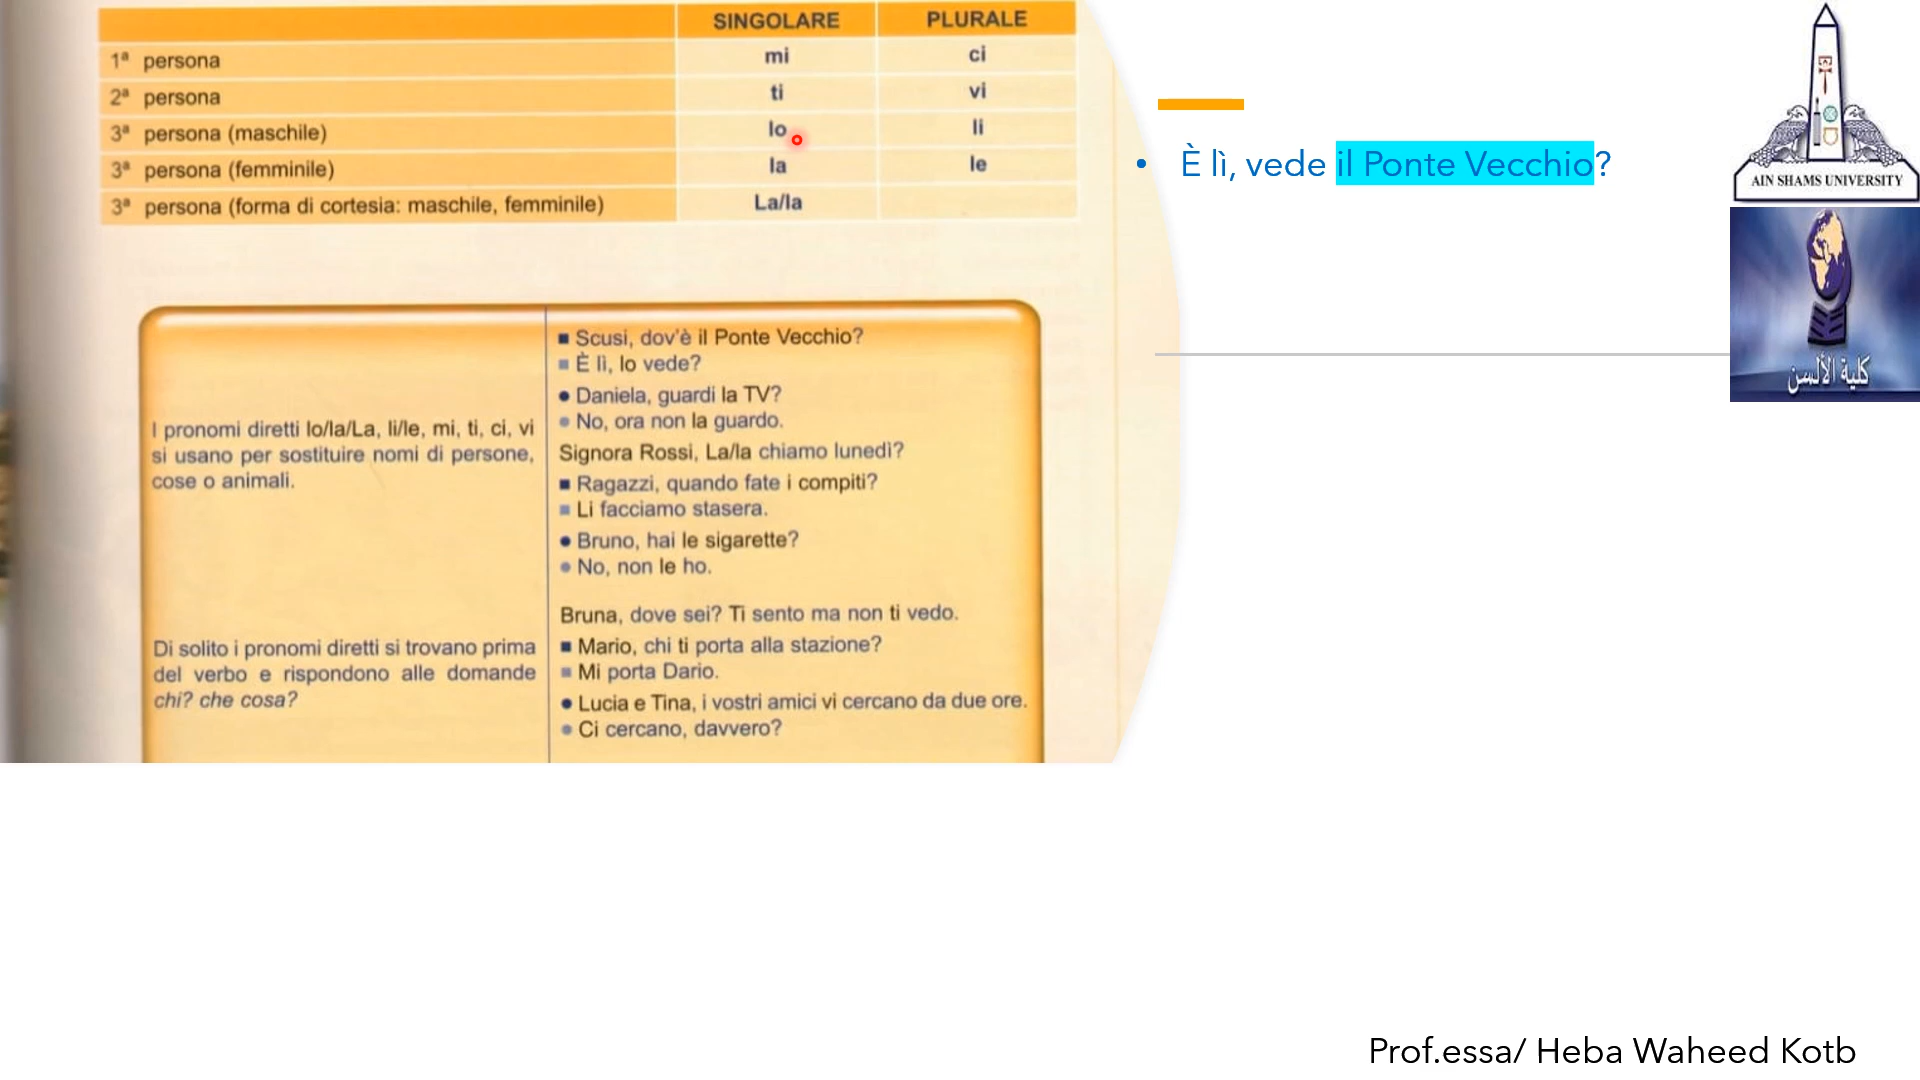 SINGOLARE PLURALE
1ª persona mi ci
2ª persona ti vi
3ª persona (maschile) lo li
3ª persona (femminile) la le
3ª persona (forma di cortesia: maschile, femminile) La/la
I pronomi diretti lo/la/La, li/le, mi, ti, ci, vi
si usano per sostituire nomi di persone,
cose o animali.
Di solito i pronomi diretti si trovano prima
del verbo e rispondono alle domande
chi? che cosa?
■ Scusi, dov'è il Ponte Vecchio?
■ È lì, lo vede?
● Daniela, guardi la TV?
● No, ora non la guardo.
Signora Rossi, La/la chiamo lunedì?
■ Ragazzi, quando fate i compiti?
■ Li facciamo stasera.
● Bruno, hai le sigarette?
● No, non le ho.
Bruna, dove sei? Ti sento ma non ti vedo.
■ Mario, chi ti porta alla stazione?
■ Mi porta Dario.
● Lucia e Tina, i vostri amici vi cercano da due ore.
● Ci cercano, davvero?
• È lì, vede il Ponte Vecchio?
AIN SHAMS UNIVERSITY
كلية الألسن
Prof.essa/ Heba Waheed Kotb